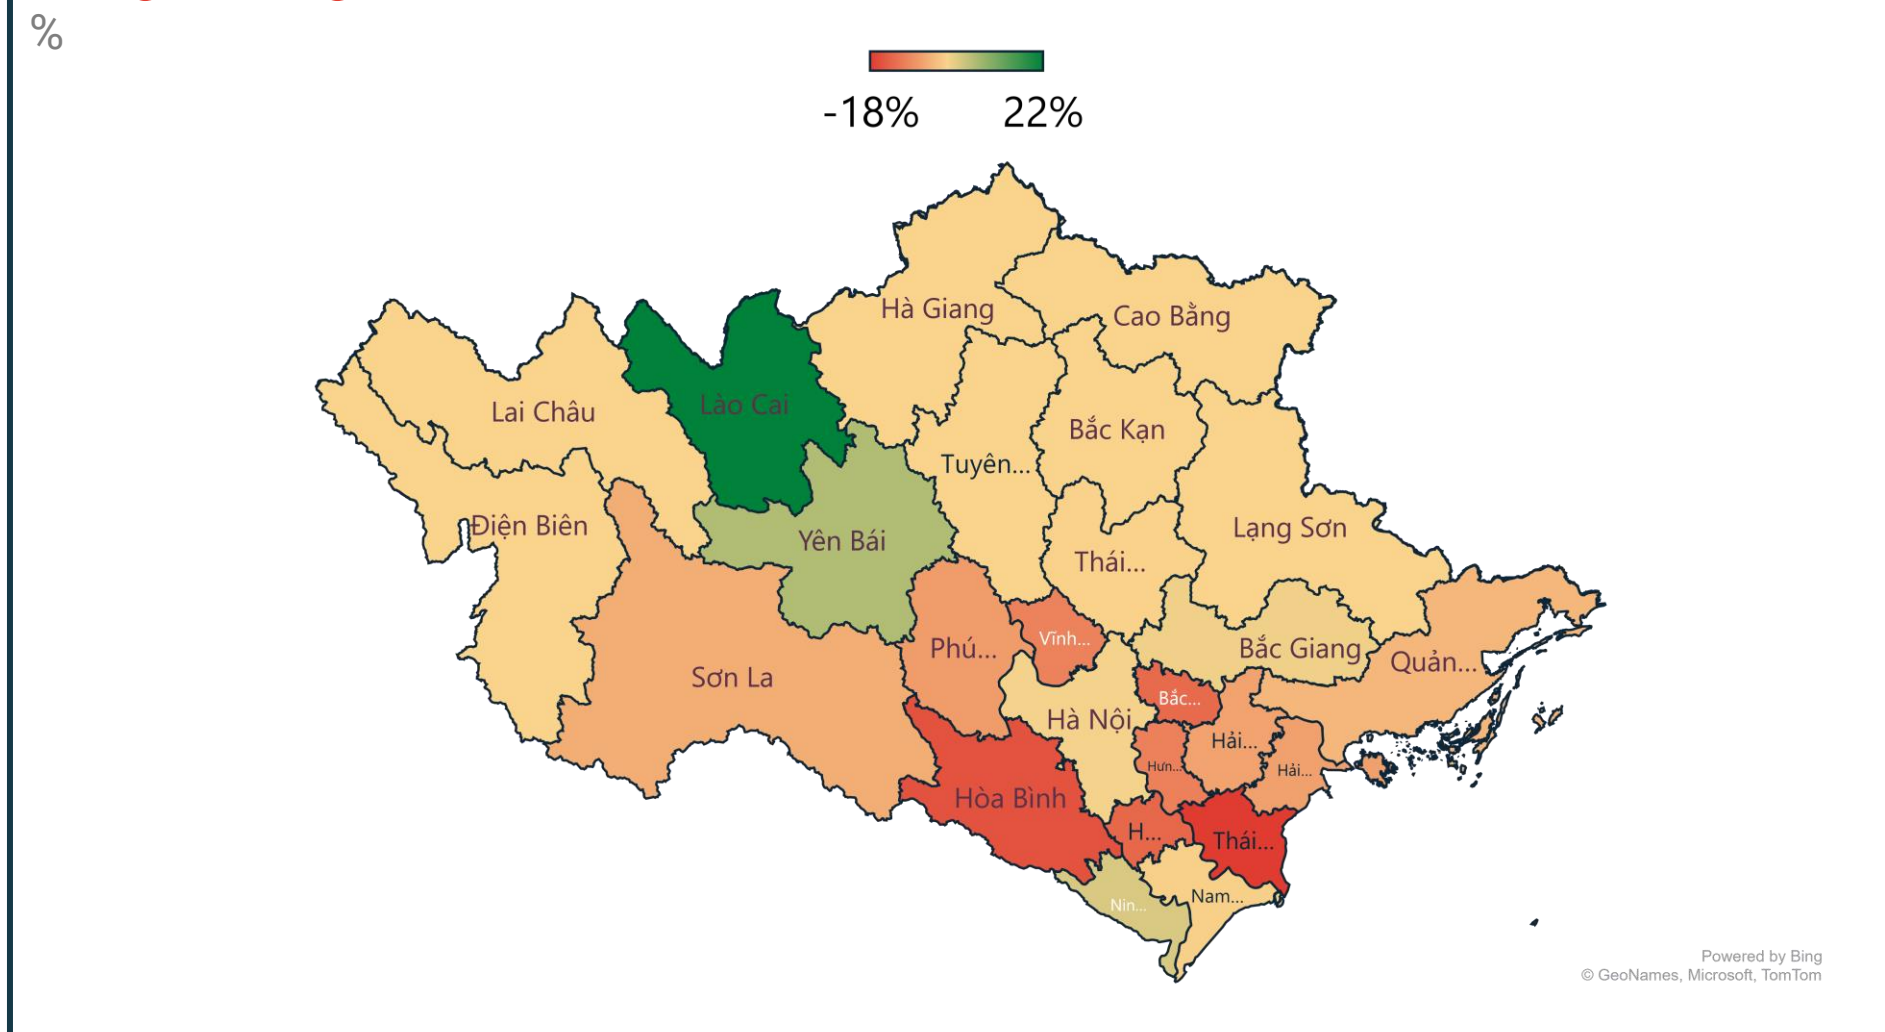 %
-18% 22%
Hà Giang
Cao Bằng
Lai Châu
Lào Cai
Bắc Kạn
Tuyên...
Điện Biên
Yên Bái
Lạng Sơn
Thái...
Vĩnh...
Phú...
Bắc Giang
Quản...
Sơn La
Bắc...
Hà Nội
Hải...
Hưn...
Hải...
Hòa Bình
H...
Thái...
Nam...
Nin...
Powered by Bing
© GeoNames, Microsoft, TomTom